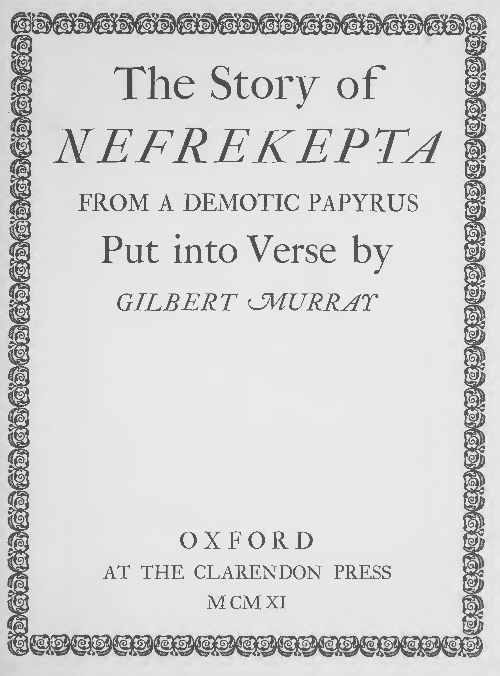 The Story of
NEFREKEPTA
FROM A DEMOTIC PAPYRUS
Put into Verse by
GILBERT MURRAY
OXFORD
AT THE CLARENDON PRESS
MCMXI